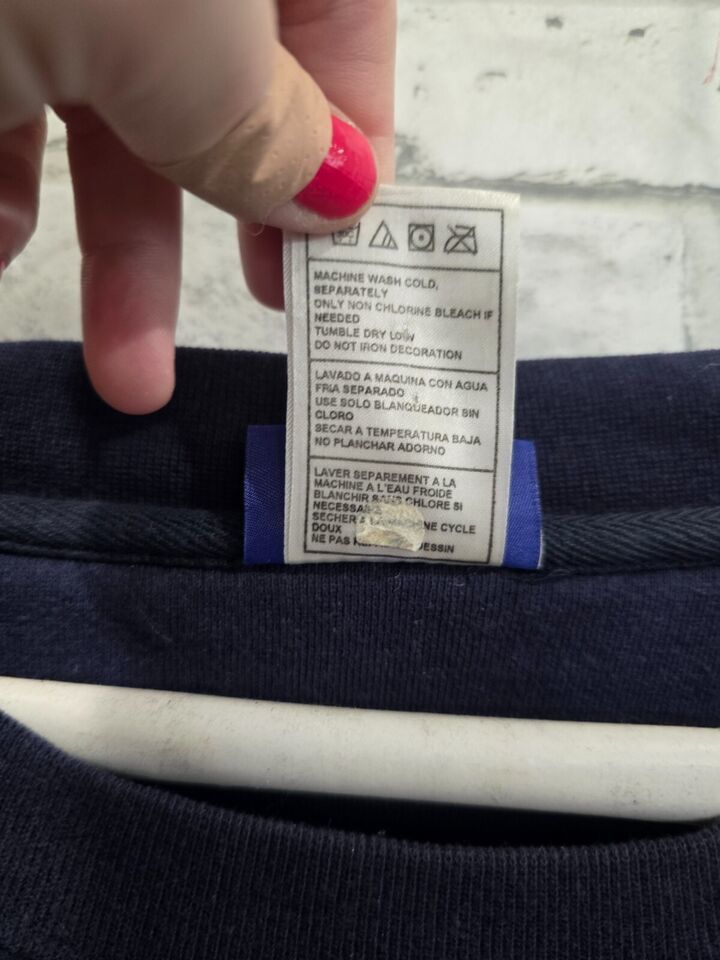 MACHINE WASH COLD,
SEPARATELY
ONLY NON CHLORINE BLEACH IF
NEEDED
TUMBLE DRY LOW
DO NOT IRON DECORATION
LAVADO A MAQUINA CON AGUA
FRIA SEPARADO
USE SOLO BLANQUEADOR SIN
CLORO
SECAR A TEMPERATURA BAJA
NO PLANCHAR ADORNO
LAVER SEPAREMENT A LA
MACHINE A L'EAU FROIDE
BLANCHIR SANS CHLORE SI
SECHER A LA CYCLE
DOUX
NE PAS